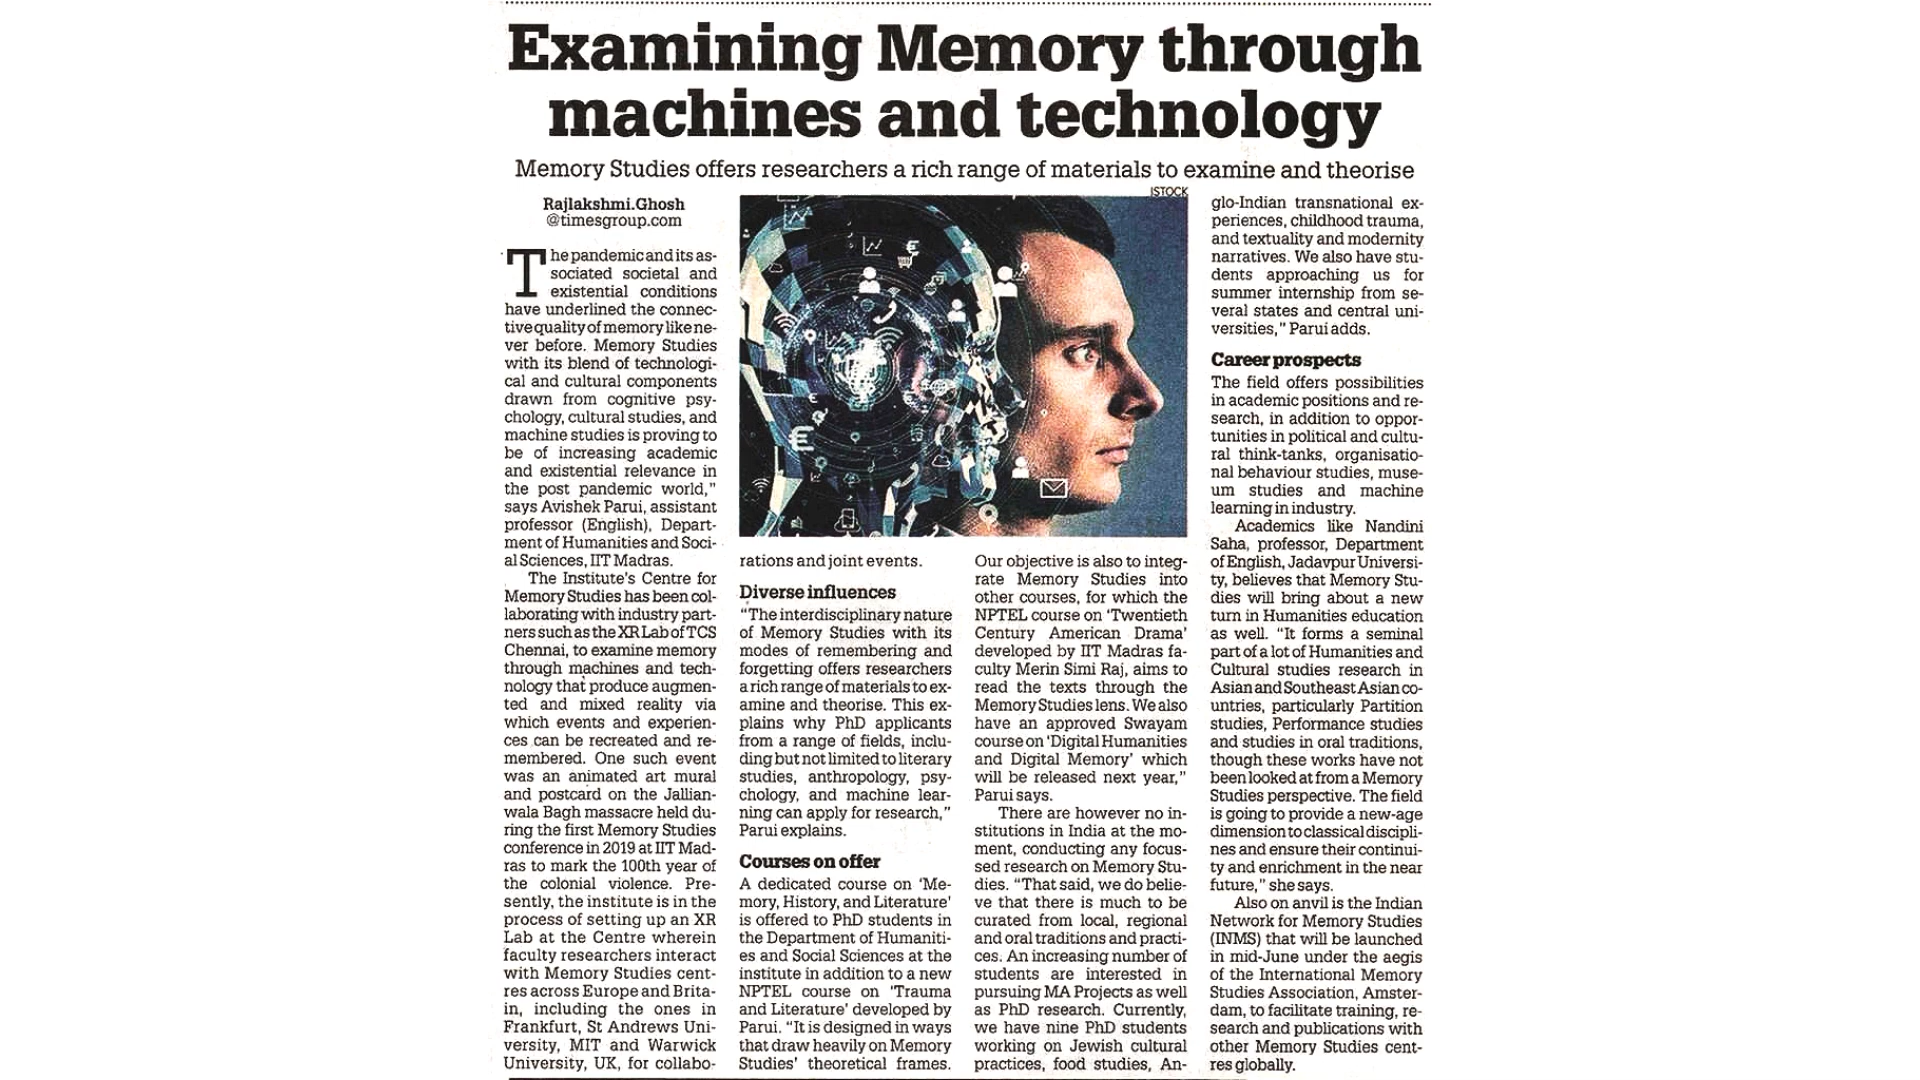 Examining Memory through
machines and technology
Memory Studies offers researchers a rich range of materials to examine and theorise
Rajlakshmi.Ghosh
@timesgroup.com
The pandemic and its as-
sociated societal and
existential conditions
have underlined the connec-
tive quality of memory like ne-
ver before. Memory Studies
with its blend of technologi-
cal and cultural components
drawn from cognitive psy-
chology, cultural studies, and
machine studies is proving to
be of increasing academic
and existential relevance in
the post pandemic world,"
says Avishek Parui, assistant
professor (English), Depart-
ment of Humanities and Soci-
al Sciences, IIT Madras.
The Institute's Centre for
Memory Studies has been col-
laborating with industry part-
ners such as the XR Lab of TCS
Chennai, to examine memory
through machines and tech-
nology that produce augmen-
ted and mixed reality via
which events and experien-
ces can be recreated and re-
membered. One such event
was an animated art mural
and postcard on the Jallian-
wala Bagh massacre held du-
ring the first Memory Studies
conference in 2019 at IIT Mad-
ras to mark the 100th year of
the colonial violence. Pre-
sently, the institute is in the
process of setting up an XR
Lab at the Centre wherein
faculty researchers interact
with Memory Studies cent-
res across Europe and Brita-
in, including the ones in
Frankfurt, St Andrews Uni-
versity, MIT and Warwick
University, UK, for collabo-
ISTOCK
rations and joint events.
Diverse influences
"The interdisciplinary nature
of Memory Studies with its
modes of remembering and
forgetting offers researchers
a rich range of materials to ex-
amine and theorise. This ex-
plains why PhD applicants
from a range of fields, inclu-
ding but not limited to literary
studies, anthropology, psy-
chology, and machine lear-
ning can apply for research,"
Parui explains.
Courses on offer
A dedicated course on 'Me-
mory, History, and Literature'
is offered to PhD students in
the Department of Humaniti-
es and Social Sciences at the
institute in addition to a new
NPTEL course on 'Trauma
and Literature' developed by
Parui. "It is designed in ways
that draw heavily on Memory
Studies' theoretical frames.
Our objective is also to integ-
rate Memory Studies into
other courses, for which the
NPTEL course on 'Twentieth
Century American Drama'
developed by IIT Madras fa-
culty Merin Simi Raj, aims to
read the texts through the
Memory Studies lens. We also
have an approved Swayam
course on 'Digital Humanities
and Digital Memory' which
will be released next year,"
Parui says.
There are however no in-
stitutions in India at the mo-
ment, conducting any focus-
sed research on Memory Stu-
dies. "That said, we do belie-
ve that there is much to be
curated from local, regional
and oral traditions and practi-
ces. An increasing number of
students are interested in
pursuing MA Projects as well
as PhD research. Currently,
we have nine PhD students
working on Jewish cultural
practices, food studies, An-
glo-Indian transnational ex-
periences, childhood trauma,
and textuality and modernity
narratives. We also have stu-
dents approaching us for
summer internship from se-
veral states and central uni-
versities," Parui adds.
Career prospects
The field offers possibilities
in academic positions and re-
search, in addition to oppor-
tunities in political and cultu-
ral think-tanks, organisatio-
nal behaviour studies, muse-
um studies and machine
learning in industry.
Academics like Nandini
Saha, professor, Department
of English, Jadavpur Universi-
ty, believes that Memory Stu-
dies will bring about a new
turn in Humanities education
as well. "It forms a seminal
part of a lot of Humanities and
Cultural studies research in
Asian and Southeast Asian co-
untries, particularly Partition
studies, Performance studies
and studies in oral traditions,
though these works have not
been looked at from a Memory
Studies perspective. The field
is going to provide a new-age
dimension to classical discipli-
nes and ensure their continui-
ty and enrichment in the near
future," she says.
Also on anvil is the Indian
Network for Memory Studies
(INMS) that will be launched
in mid-June under the aegis
of the International Memory
Studies Association, Amster-
dam, to facilitate training, re-
search and publications with
other Memory Studies cent-
res globally.